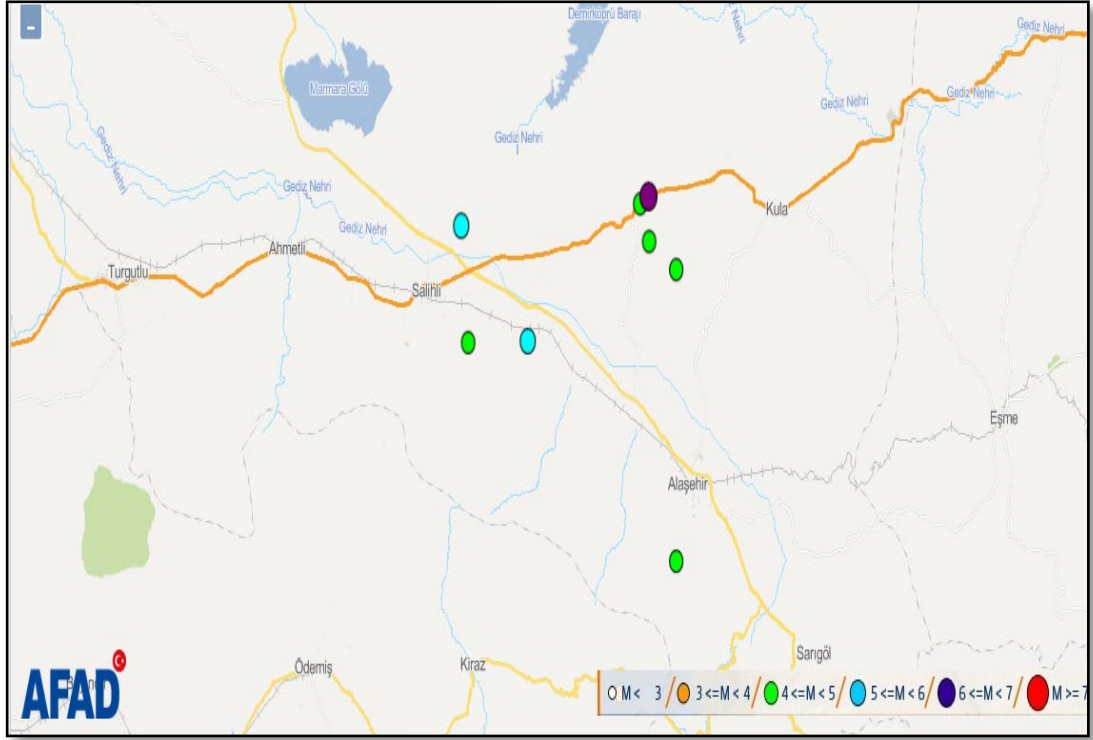 -
Demirköprü Barajı
Gediz Nehri
Gediz Nehri
Marmara Gölü
Gediz Nehri
Gediz Nehri
Gediz Nehri
Gediz Nehri
Gediz Nehri
Gediz Nehri
Kula
Ahmetli
Turgutlu
Salihli
Eşme
Alaşehir
Sarıgöl
Kiraz
Ödemiş
AFAD
M < 3 / 3 <=M < 4 / 4 <=M < 5 / 5 <=M < 6 / 6 <=M < 7 / M >= 7